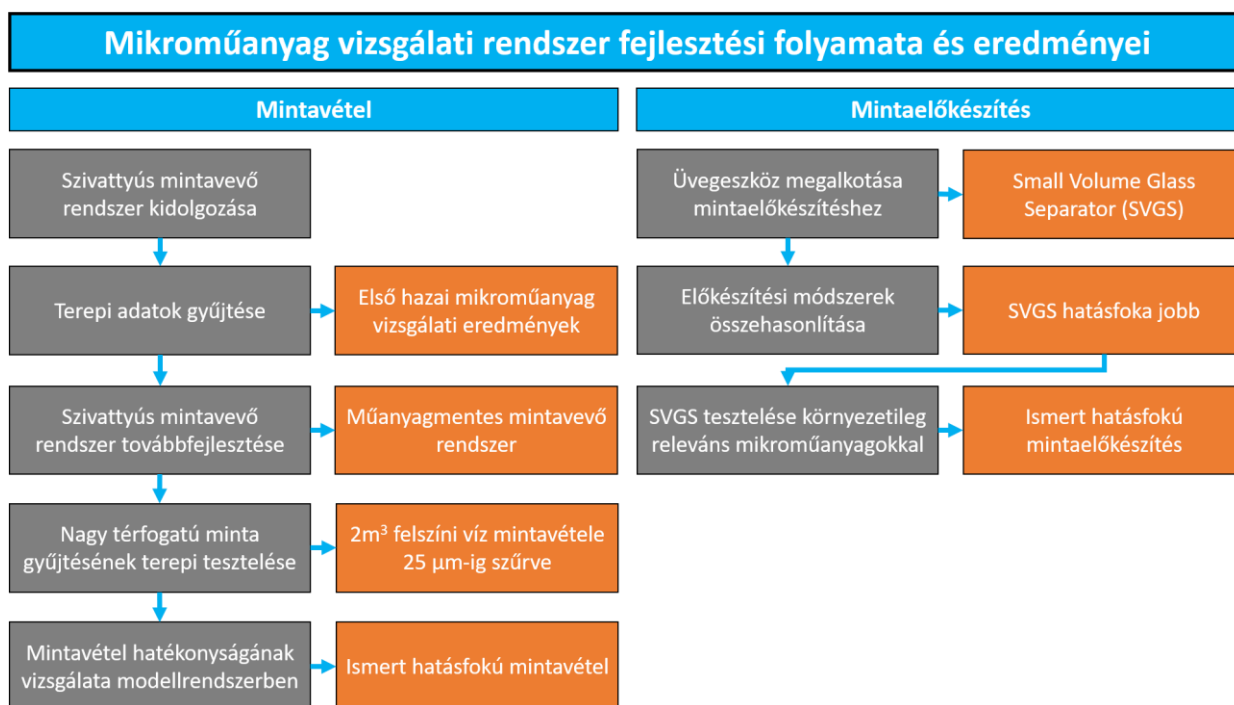 Mikroműanyag vizsgálati rendszer fejlesztési folyamata és eredményei
Mintavétel
Szivattyús mintavevő
rendszer kidolgozása
Terepi adatok gyűjtése
Első hazai mikroműanyag
vizsgálati eredmények
Szivattyús mintavevő
rendszer továbbfejlesztése
Műanyagmentes mintavevő
rendszer
Nagy térfogatú minta
gyűjtésének terepi tesztelése
2m³ felszíni víz mintavétele
25 µm-ig szűrve
Mintavétel hatékonyságának
vizsgálata modellrendszerben
Ismert hatásfokú mintavétel
Mintaelőkészítés
Üvegeszköz megalkotása
mintaelőkészítéshez
Small Volume Glass
Separator (SVGS)
Előkészítési módszerek
összehasonlítása
SVGS hatásfoka jobb
SVGS tesztelése környezetileg
releváns mikroműanyagokkal
Ismert hatásfokú
mintaelőkészítés